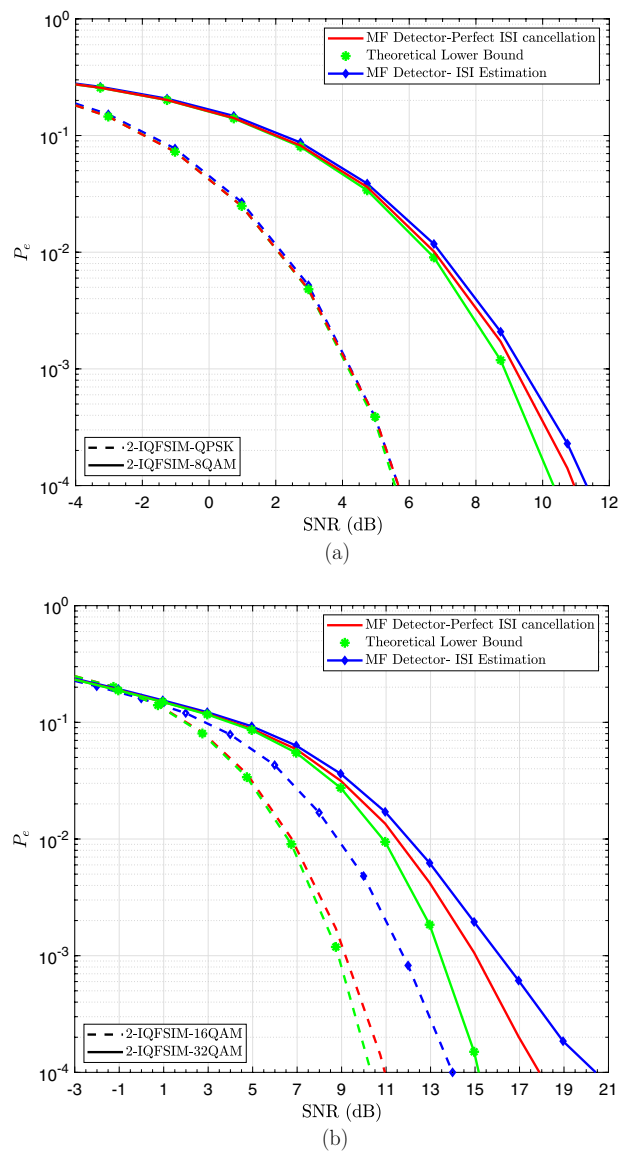 10^0
MF Detector-Perfect ISI cancellation
Theoretical Lower Bound
MF Detector- ISI Estimation
10^-1
10^-2
P_e
10^-3
2-IQFSIM-QPSK
2-IQFSIM-8QAM
10^-4
-4 -2 0 2 4 6 8 10 12
SNR (dB)
(a)
10^0
MF Detector-Perfect ISI cancellation
Theoretical Lower Bound
MF Detector- ISI Estimation
10^-1
10^-2
P_e
10^-3
2-IQFSIM-16QAM
2-IQFSIM-32QAM
10^-4
-3 -1 1 3 5 7 9 11 13 15 17 19 21
SNR (dB)
(b)